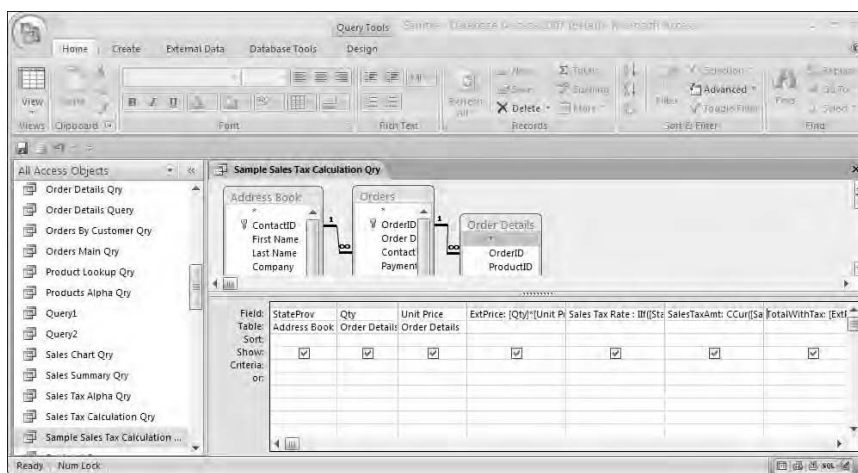 Query Tools
Home Create External Data Database Tools Design
View
B I U
Delete
Advanced
Views Clipboard Font Rich Text Records Sort & Filter Find
All Access Objects
Sample Sales Tax Calculation Qry
Order Details Qry
Order Details Query
Orders By Customer Qry
Orders Main Qry
Product Lookup Qry
Products Alpha Qry
Query1
Query2
Sales Chart Qry
Sales Summary Qry
Sales Tax Alpha Qry
Sales Tax Calculation Qry
Sample Sales Tax Calculation ...
Address Book
*
ContactID
First Name
Last Name
Company
Orders
*
OrderID
Order D
Contact
Payment
Order Details
*
OrderID
ProductID
1 ∞ 1 ∞
Field: StateProv Qty Unit Price ExtPrice: [Qty]*[Unit Pr Sales Tax Rate : IIf([Sta SalesTaxAmt: CCur([Sa TotalWithTax: [ExtP
Table: Address Book Order Details Order Details
Sort:
Show:
Criteria:
or:
Ready Num Lock
SQL